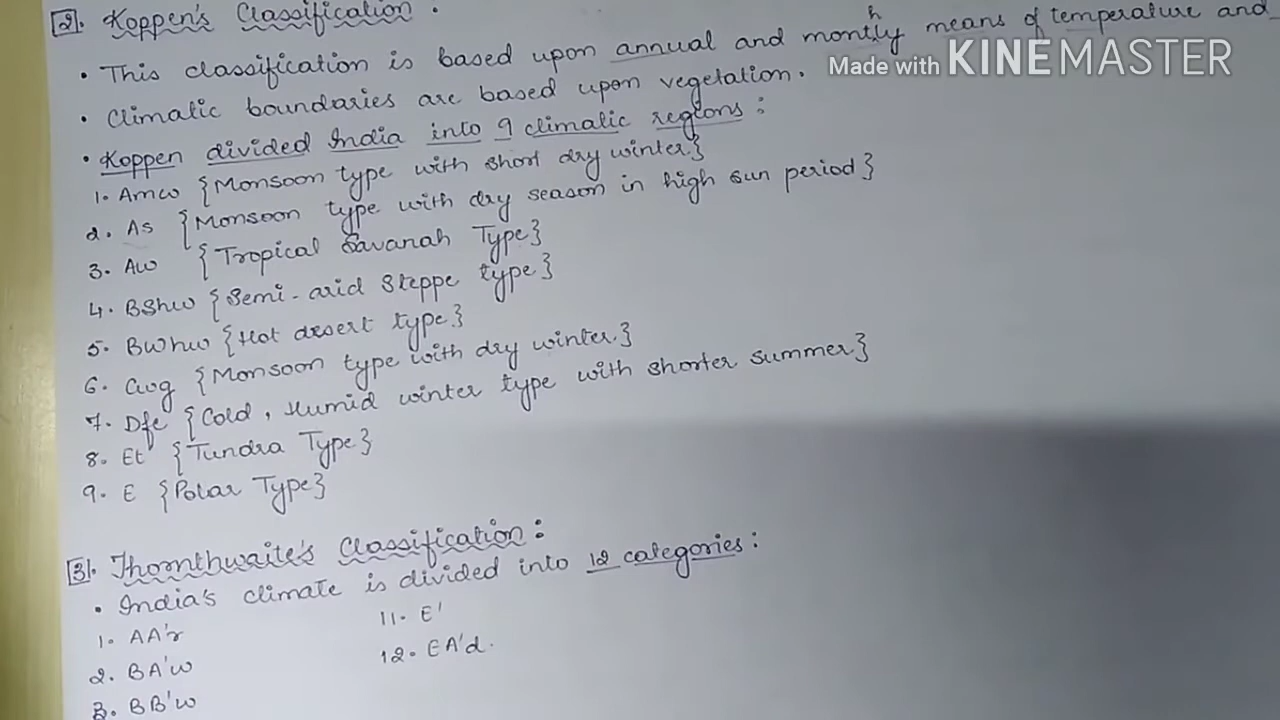 [2]. Koppen's Classification :
• This classification is based upon annual and montly means of temperature and
h
Made with KINEMASTER
• Climatic boundaries are based upon vegetation.
• Koppen divided India into 9 climatic regions :
1. Amw {Monsoon type with short dry winter.}
2. As {Monsoon type with dry season in high sun period}
3. Aw {Tropical Savanah Type}
4. BShw {Semi-arid Steppe type}
5. BWhw {Hot desert type.}
6. Cwg {Monsoon type with dry winter.}
7. Dfc {Cold, Humid winter type with shorter summer.}
8. Et {Tundra Type}
9. E {Polar Type}
[3]. Thornthwaite's Classification :
• India's climate is divided into 12 categories :
1. AA'r
2. BA'w
3. BB'w
11. E'
12. EA'd.